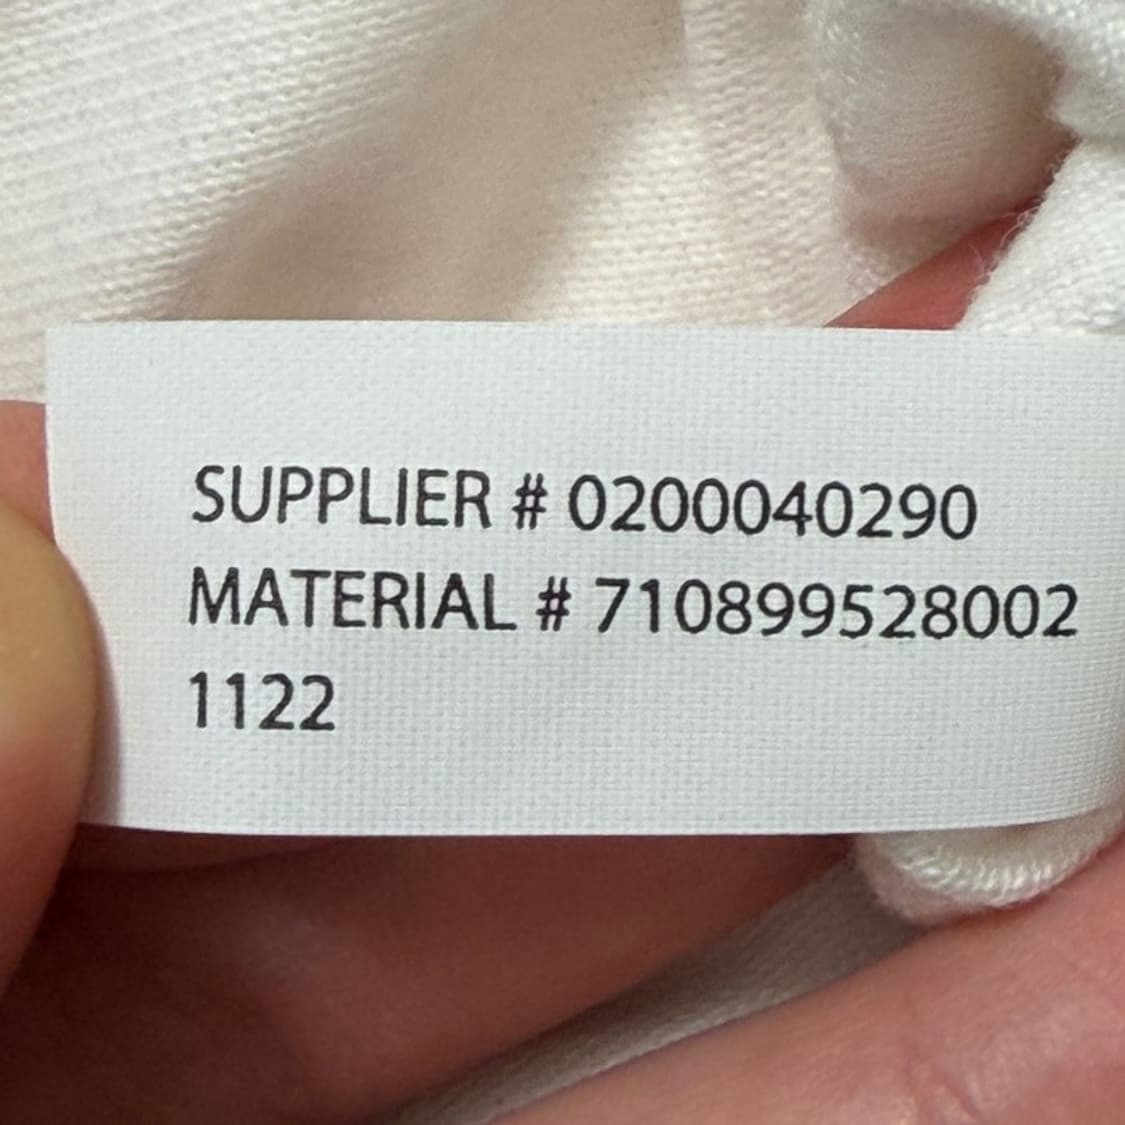 SUPPLIER # 0200040290
MATERIAL # 710899528002
1122